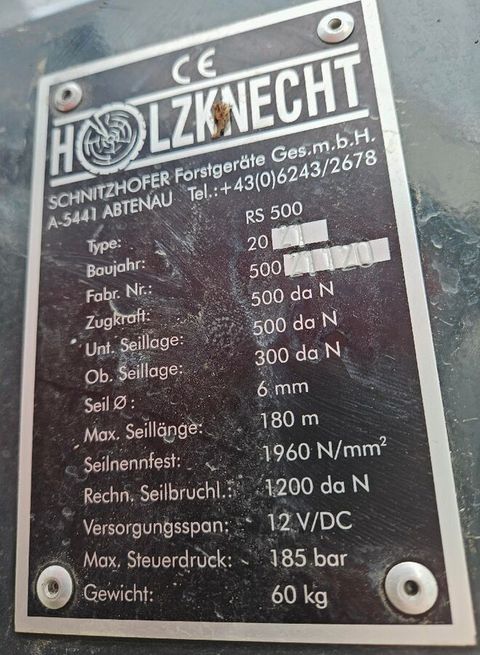 CE
HOLZKNECHT
SCHNITZHOFER Forstgeräte Ges.m.b.H.
A-5441 ABTENAU Tel.:+43(0)6243/2678
Type: RS 500
Baujahr: 20 21
Fabr. Nr.: 500 21120
Zugkraft: 500 da N
Unt. Seillage: 500 da N
Ob. Seillage: 300 da N
Seil Ø : 6 mm
Max. Seillänge: 180 m
Seilnennfest: 1960 N/mm²
Rechn. Seilbruchl.: 1200 da N
Versorgungsspan: 12 V/DC
Max. Steuerdruck: 185 bar
Gewicht: 60 kg